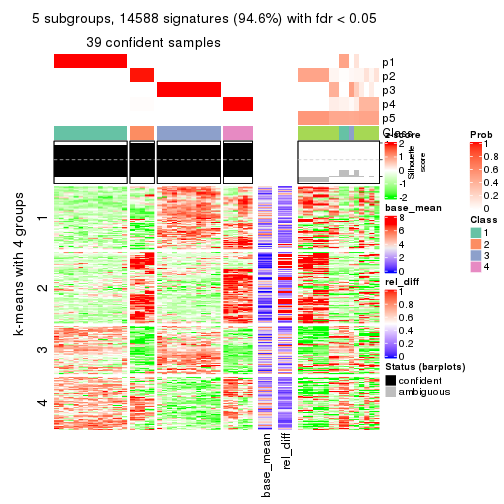 5 subgroups, 14588 signatures (94.6%) with fdr < 0.05
39 confident samples
p1
p2
p3
p4
p5
Class
z-score
2
1
0
-1
-2
Silhouette score
base_mean
8
6
4
2
0
rel_diff
1
0.8
0.6
0.4
0.2
0
Status (barplots)
confident
ambiguous
Prob
1
0.8
0.6
0.4
0.2
0
Class
1
2
3
4
k-means with 4 groups
1
2
3
4
base_mean
rel_diff